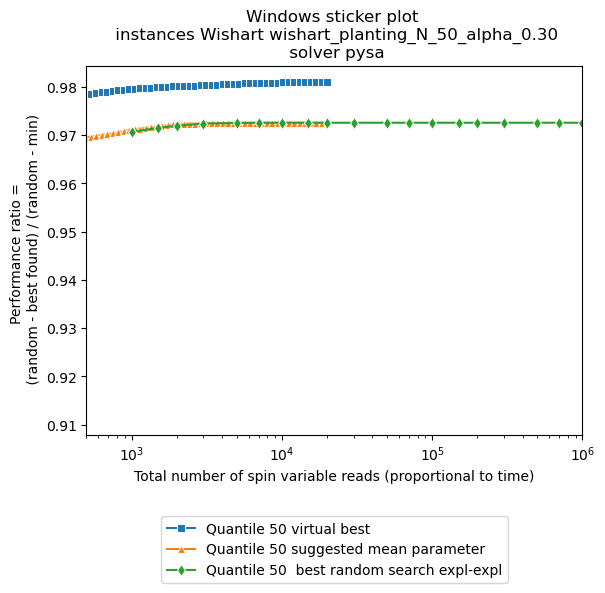 Windows sticker plot
instances Wishart wishart_planting_N_50_alpha_0.30
solver pysa
Performance ratio =
(random - best found) / (random - min)
0.98
0.97
0.96
0.95
0.94
0.93
0.92
0.91
10³ 10⁴ 10⁵ 10⁶
Total number of spin variable reads (proportional to time)
Quantile 50 virtual best
Quantile 50 suggested mean parameter
Quantile 50  best random search expl-expl